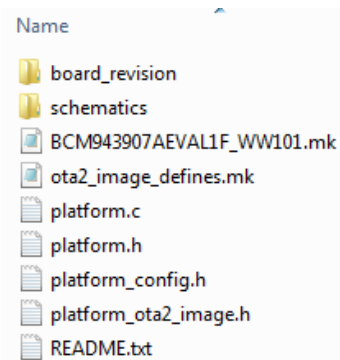 Name
board_revision
schematics
BCM943907AEVAL1F_WW101.mk
ota2_image_defines.mk
platform.c
platform.h
platform_config.h
platform_ota2_image.h
README.txt